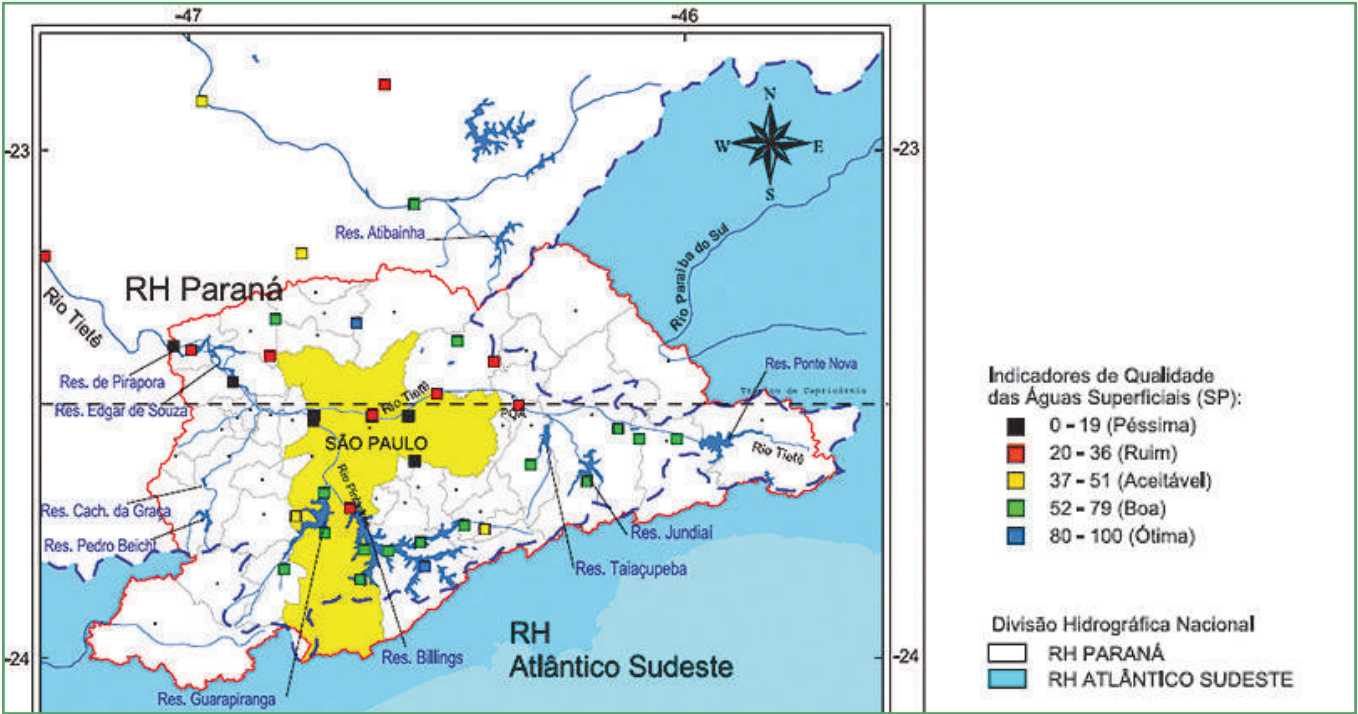 -47
-46
-23
-23
N
W
E
S
Res. Atibainha
Rio Paraíba do Sul
RH Paraná
Rio Tietê
Res. de Pirapora
Res. Edgar de Souza
Res. Ponte Nova
Trópico de Capricórnio
Rio Tietê
PQA
SÃO PAULO
Rio Tietê
Res. Cach. da Graça
Res. Pedro Beicht
Res. Jundiaí
Res. Taiaçupeba
RH
Atlântico Sudeste
Res. Billings
Res. Guarapiranga
-24
-24
Indicadores de Qualidade
das Águas Superficiais (SP):
0 - 19 (Péssima)
20 - 36 (Ruim)
37 - 51 (Aceitável)
52 - 79 (Boa)
80 - 100 (Ótima)
Divisão Hidrográfica Nacional
RH PARANÁ
RH ATLÂNTICO SUDESTE